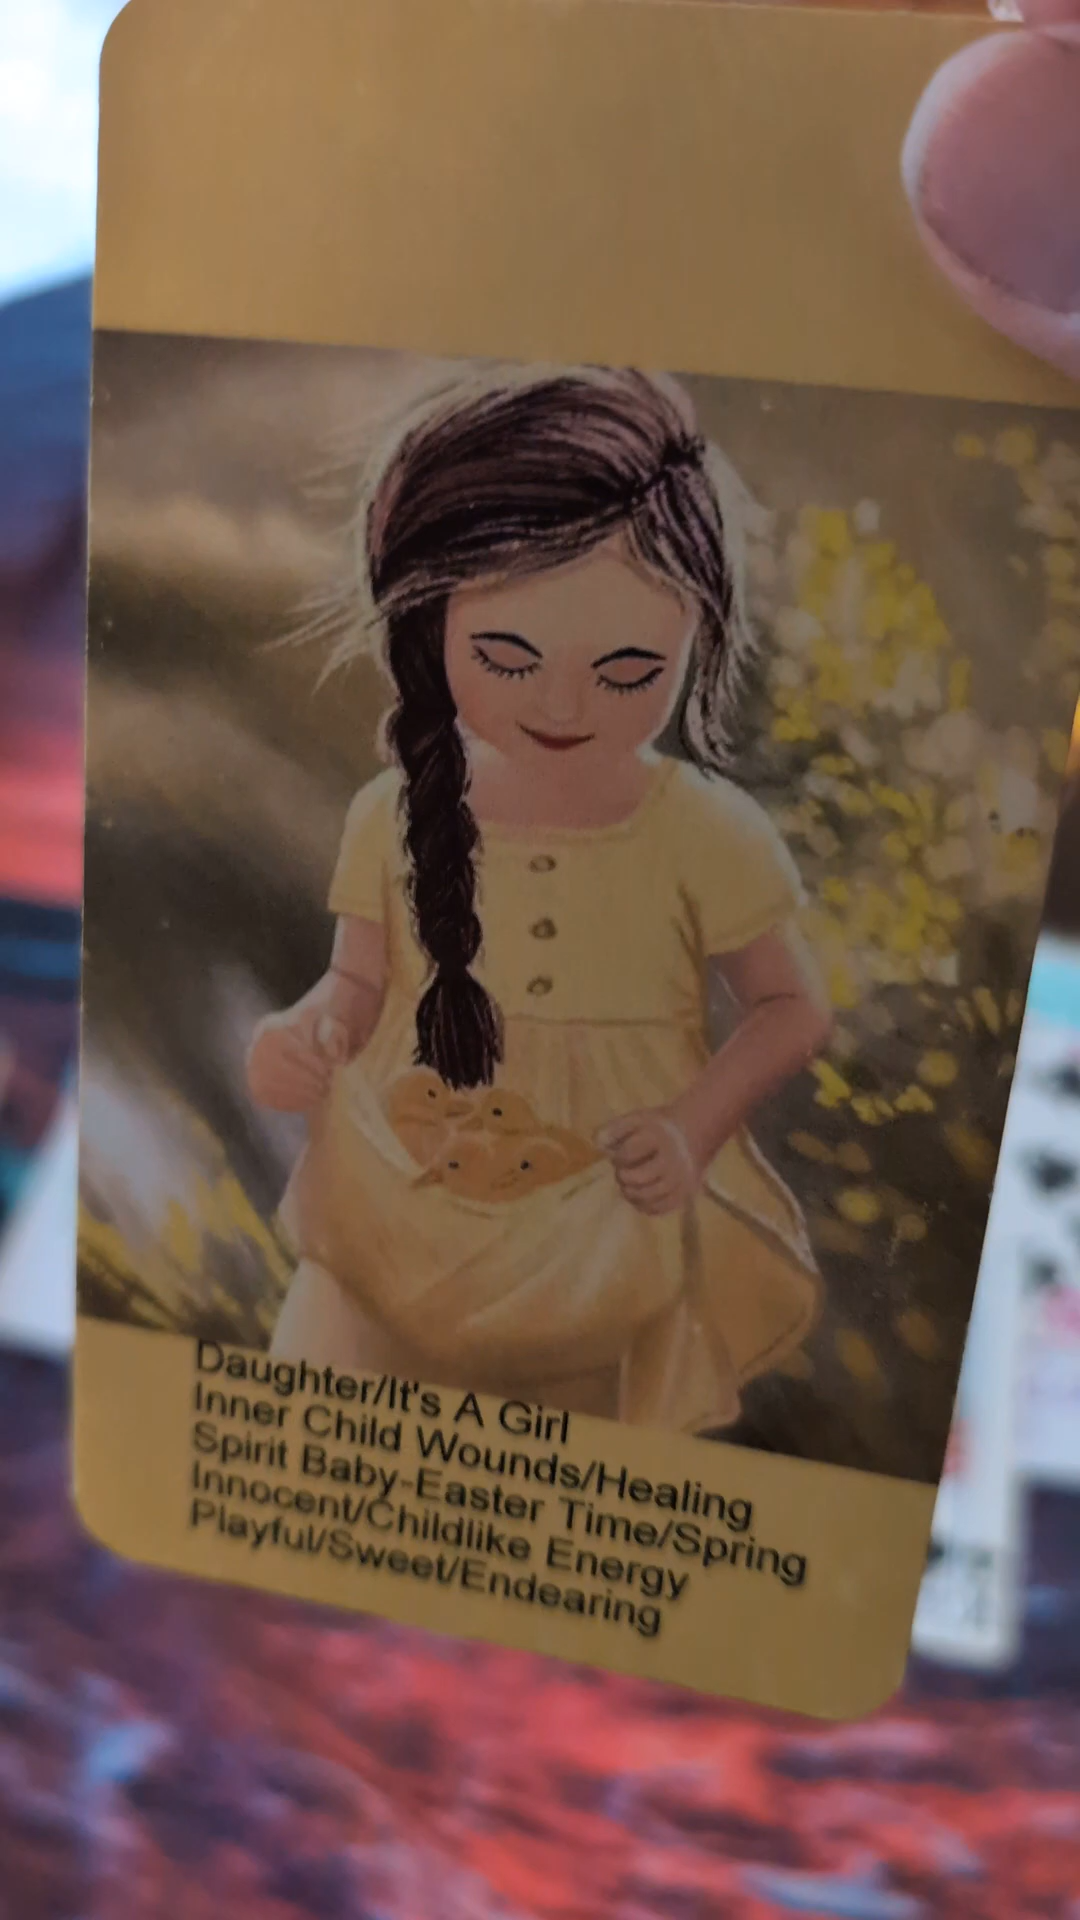 Daughter/It's A Girl
Inner Child Wounds/Healing
Spirit Baby-Easter Time/Spring
Innocent/Childlike Energy
Playful/Sweet/Endearing